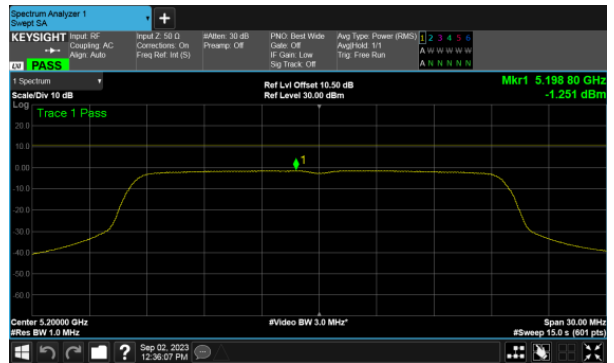 Spectrum Analyzer 1
Swept SA
+
KEYSIGHT Input: RF Input Z: 50 Ω #Atten: 30 dB PNO: Best Wide Avg Type: Power (RMS) 1 2 3 4 5 6
Coupling: AC Corrections: On Preamp: Off Gate: Off Avg|Hold: 1/1 A W W W W W
Align: Auto Freq Ref: Int (S) IF Gain: Low Trig: Free Run
LXI PASS Sig Track: Off A N N N N N
1 Spectrum Ref Lvl Offset 10.50 dB Mkr1 5.198 80 GHz
Scale/Div 10 dB Ref Level 30.00 dBm -1.251 dBm
Log
Trace 1 Pass
20.0
10.0
1
0.00
-10.0
-20.0
-30.0
-40.0
-50.0
-60.0
Center 5.20000 GHz #Video BW 3.0 MHz* Span 30.00 MHz
#Res BW 1.0 MHz #Sweep 15.0 s (601 pts)
? Sep 02, 2023
12:36:07 PM